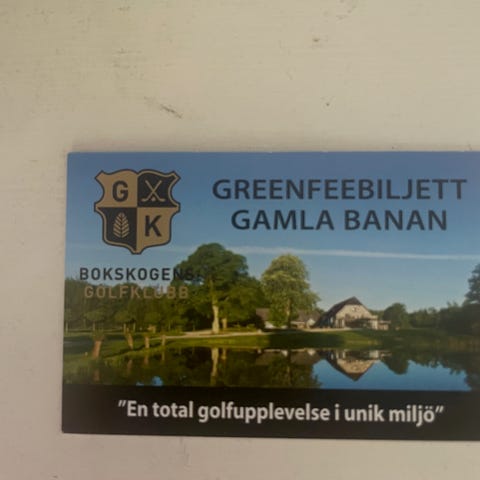 G
K
BOKSKOGENS
GOLFKLUBB
GREENFEEBILJETT
GAMLA BANAN
”En total golfupplevelse i unik miljö”